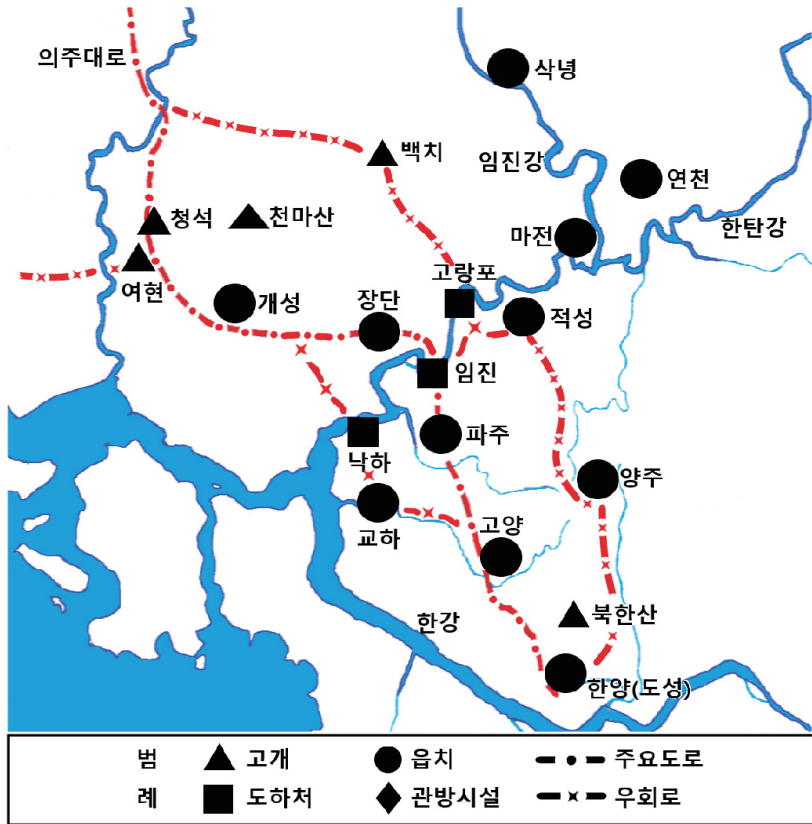 의주대로
삭녕
백치
임진강
연천
청석
천마산
마전
한탄강
고랑포
여현
개성
장단
적성
임진
파주
낙하
양주
교하
고양
북한산
한강
한양(도성)
범 고개 읍치 주요도로
례 도하처 관방시설 우회로